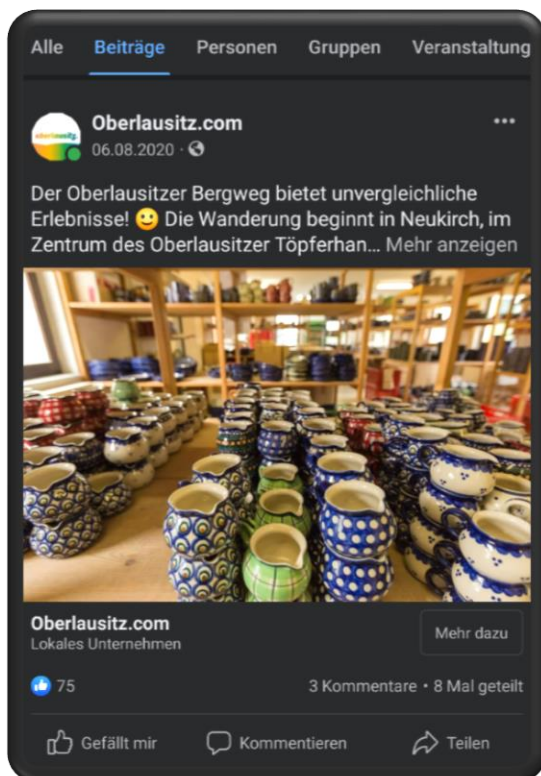 Alle Beiträge Personen Gruppen Veranstaltung
oberlausitz.
Oberlausitz.com
06.08.2020 ·
Der Oberlausitzer Bergweg bietet unvergleichliche
Erlebnisse! 🙂 Die Wanderung beginnt in Neukirch, im
Zentrum des Oberlausitzer Töpferhan... Mehr anzeigen
Oberlausitz.com
Lokales Unternehmen
Mehr dazu
75
3 Kommentare • 8 Mal geteilt
Gefällt mir Kommentieren Teilen